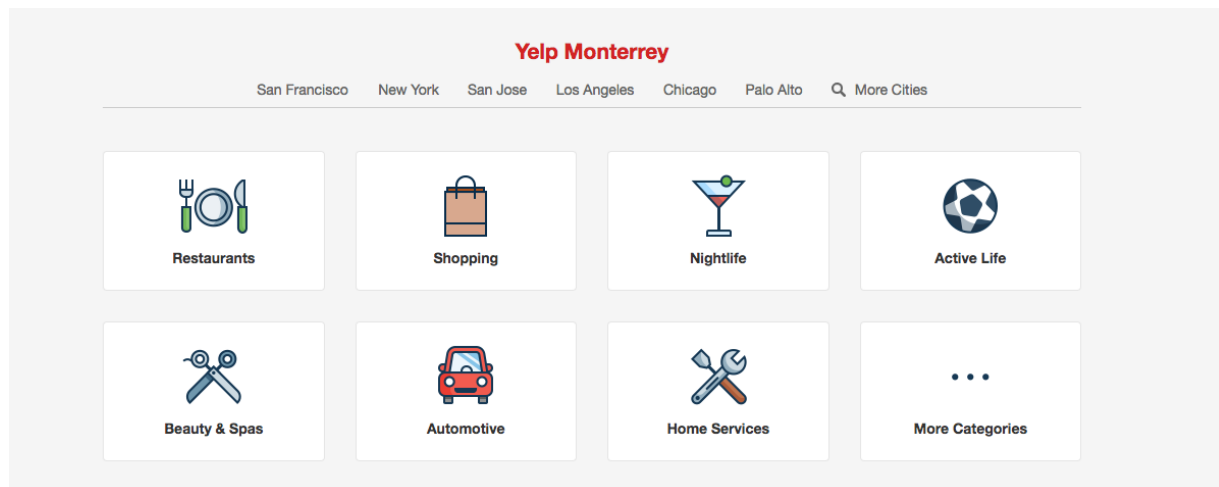 Yelp Monterrey
San Francisco New York San Jose Los Angeles Chicago Palo Alto More Cities
Restaurants Shopping Nightlife Active Life
Beauty & Spas Automotive Home Services More Categories